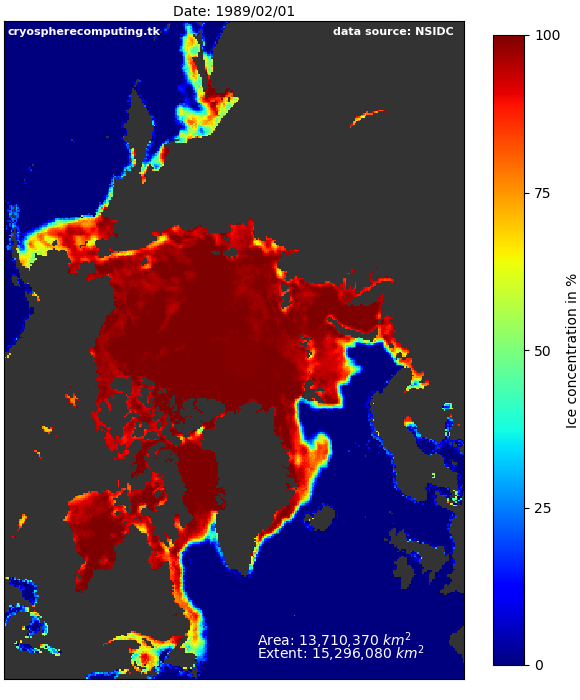 Date: 1989/02/01
cryospherecomputing.tk
data source: NSIDC
100
75
50
25
0
Ice concentration in %
Area: 13,710,370 km²
Extent: 15,296,080 km²